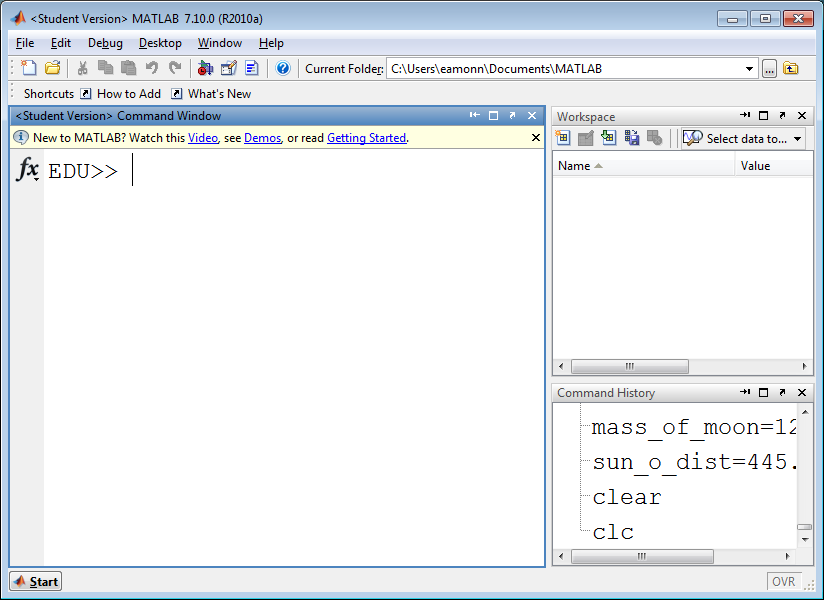 <Student Version> MATLAB 7.10.0 (R2010a)
File Edit Debug Desktop Window Help
Current Folder: C:\Users\eamonn\Documents\MATLAB ...
Shortcuts How to Add What's New
<Student Version> Command Window
New to MATLAB? Watch this Video, see Demos, or read Getting Started.
fx EDU>>
Workspace
Select data to...
Name Value
Command History
mass_of_moon=12
sun_o_dist=445.
clear
clc
Start
OVR